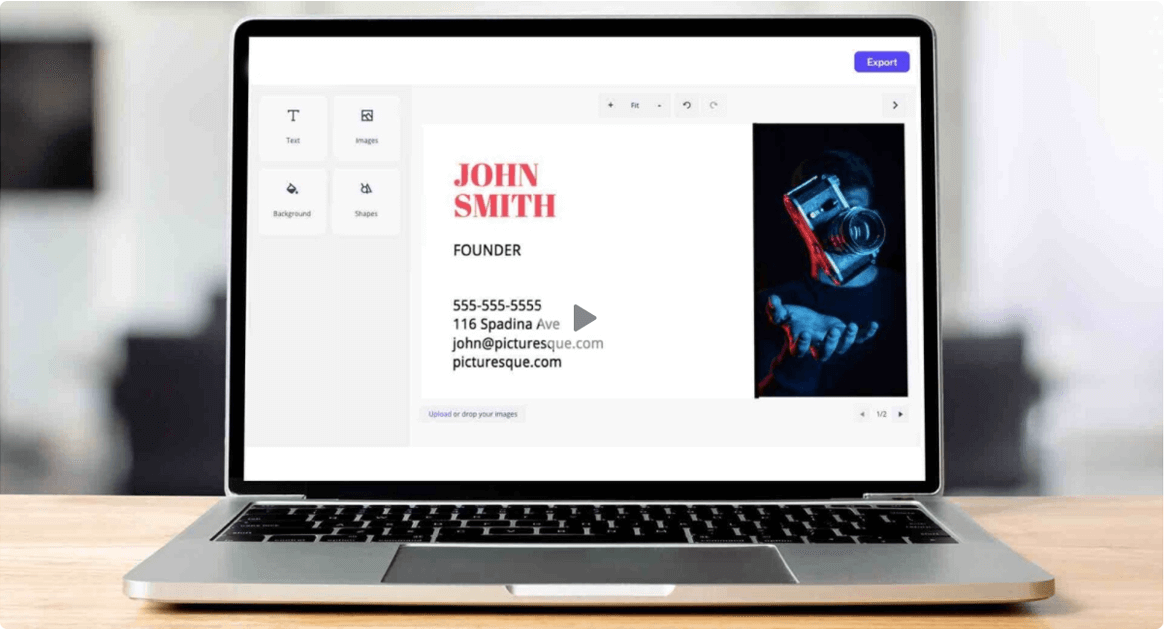 Export
+ Fit -
Text
Images
Background
Shapes
JOHN
SMITH
FOUNDER
555-555-5555
116 Spadina Ave
john@picturesque.com
picturesque.com
Upload or drop your images
1/2